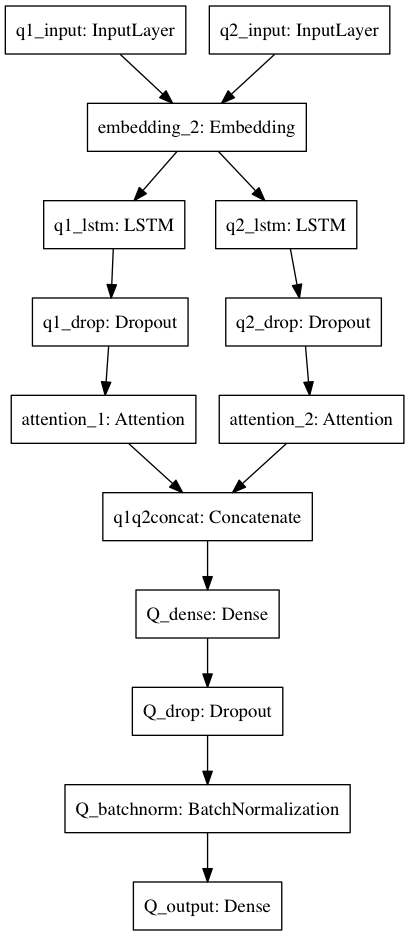 q1_input: InputLayer
q2_input: InputLayer
embedding_2: Embedding
q1_lstm: LSTM
q2_lstm: LSTM
q1_drop: Dropout
q2_drop: Dropout
attention_1: Attention
attention_2: Attention
q1q2concat: Concatenate
Q_dense: Dense
Q_drop: Dropout
Q_batchnorm: BatchNormalization
Q_output: Dense